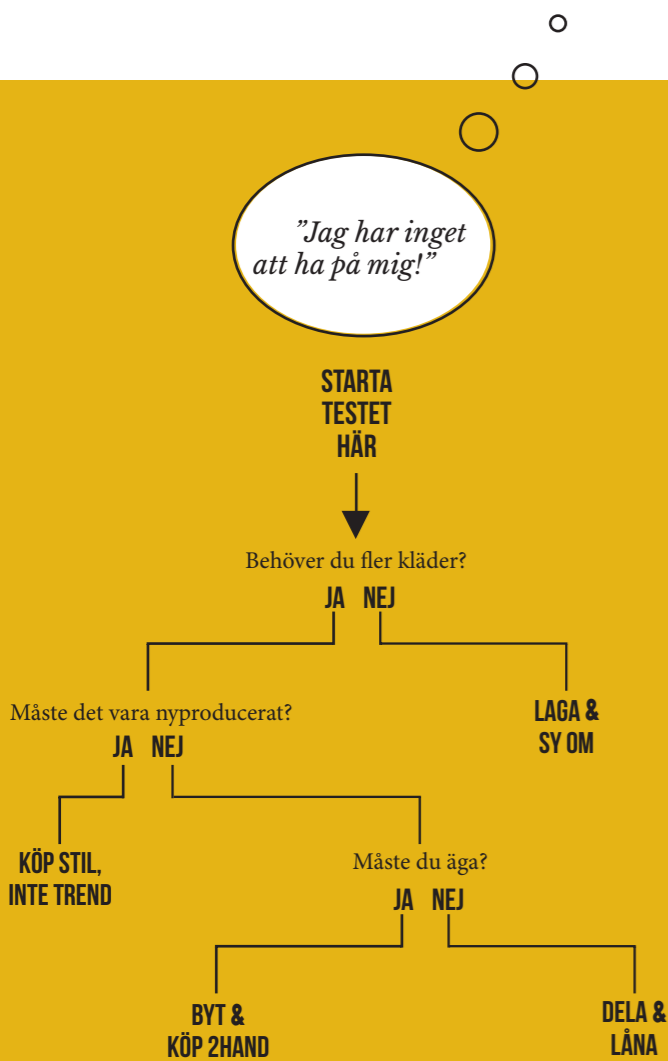 ”Jag har inget
att ha på mig!”
STARTA
TESTET
HÄR
Behöver du fler kläder?
JA NEJ
Måste det vara nyproducerat?
JA NEJ
LAGA &
SY OM
KÖP STIL,
INTE TREND
Måste du äga?
JA NEJ
BYT &
KÖP 2HAND
DELA &
LÅNA